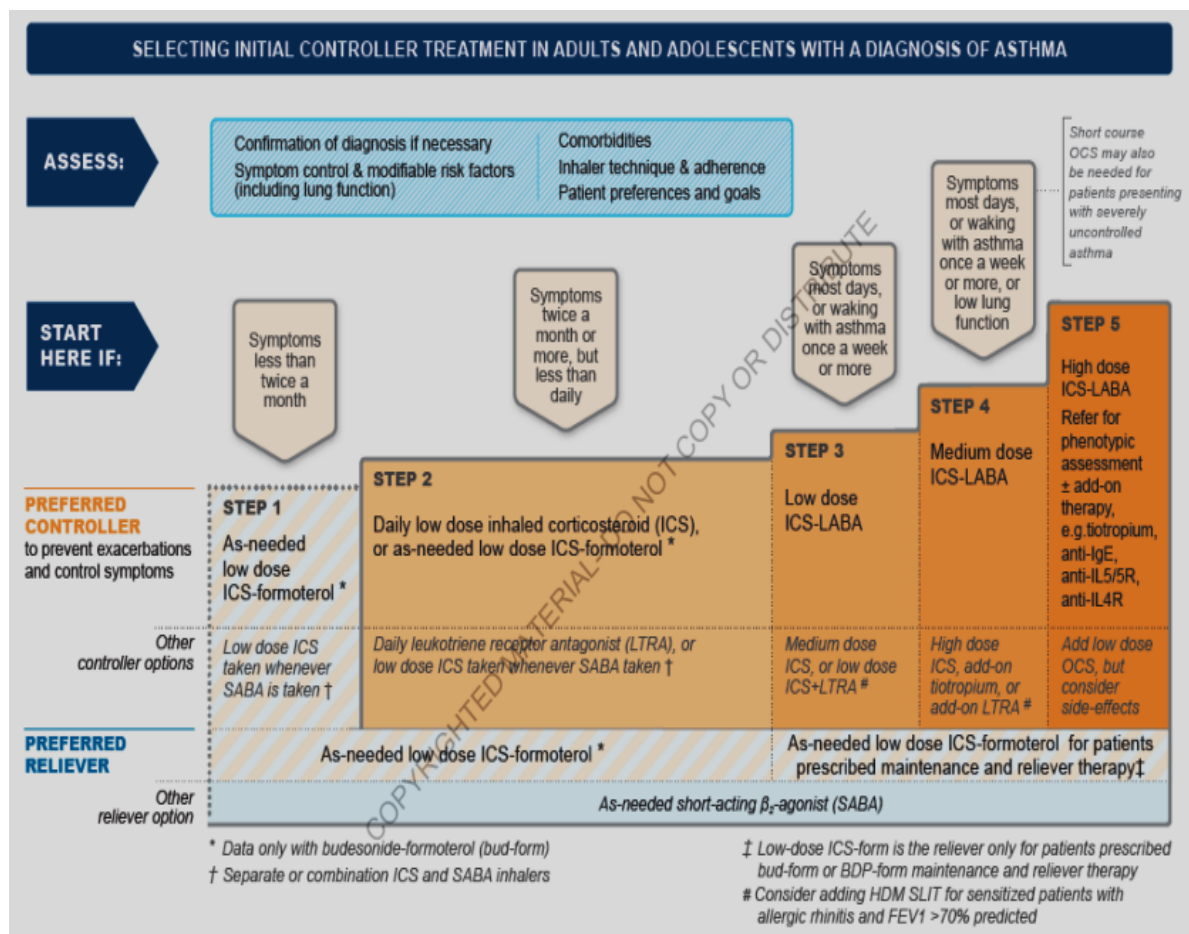 SELECTING INITIAL CONTROLLER TREATMENT IN ADULTS AND ADOLESCENTS WITH A DIAGNOSIS OF ASTHMA
ASSESS:
Confirmation of diagnosis if necessary
Symptom control & modifiable risk factors
(including lung function)
Comorbidities
Inhaler technique & adherence
Patient preferences and goals
Short course
OCS may also
be needed for
patients presenting
with severely
uncontrolled
asthma
START
HERE IF:
Symptoms
less than
twice a
month
Symptoms
twice a
month or
more, but
less than
daily
Symptoms
most days,
or waking
with asthma
once a week
or more
Symptoms
most days,
or waking
with asthma
once a week
or more, or
low lung
function
PREFERRED
CONTROLLER
to prevent exacerbations
and control symptoms
STEP 1
As-needed
low dose
ICS-formoterol *
STEP 2
Daily low dose inhaled corticosteroid (ICS),
or as-needed low dose ICS-formoterol *
STEP 3
Low dose
ICS-LABA
STEP 4
Medium dose
ICS-LABA
STEP 5
High dose
ICS-LABA
Refer for
phenotypic
assessment
± add-on
therapy,
e.g.tiotropium,
anti-IgE,
anti-IL5/5R,
anti-IL4R
Other
controller options
Low dose ICS
taken whenever
SABA is taken †
Daily leukotriene receptor antagonist (LTRA), or
low dose ICS taken whenever SABA taken †
Medium dose
ICS, or low dose
ICS+LTRA #
High dose
ICS, add-on
tiotropium, or
add-on LTRA #
Add low dose
OCS, but
consider
side-effects
PREFERRED
RELIEVER
As-needed low dose ICS-formoterol *
As-needed low dose ICS-formoterol for patients
prescribed maintenance and reliever therapy‡
Other
reliever option
As-needed short-acting β₂-agonist (SABA)
* Data only with budesonide-formoterol (bud-form)
† Separate or combination ICS and SABA inhalers
‡ Low-dose ICS-form is the reliever only for patients prescribed
bud-form or BDP-form maintenance and reliever therapy
# Consider adding HDM SLIT for sensitized patients with
allergic rhinitis and FEV1 >70% predicted
COPYRIGHTED MATERIAL- DO NOT COPY OR DISTRIBUTE